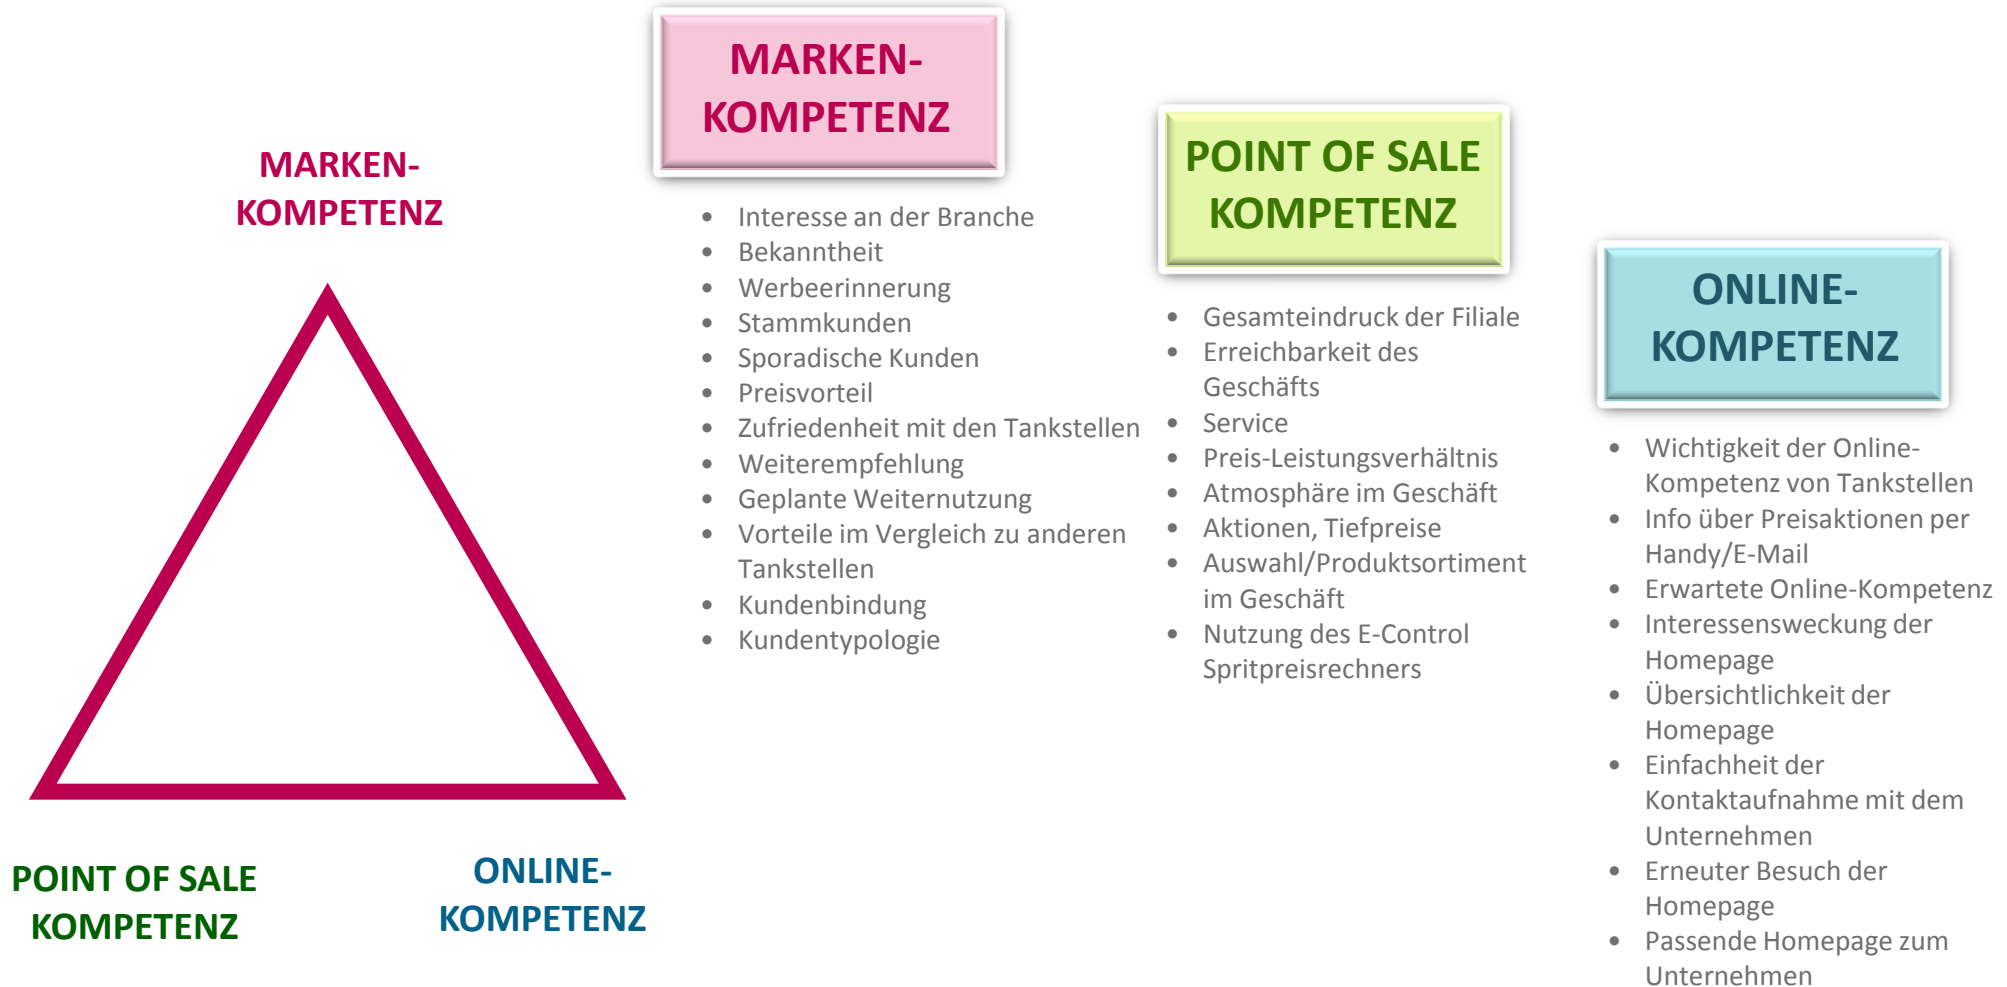 MARKEN-
KOMPETENZ
POINT OF SALE
KOMPETENZ
ONLINE-
KOMPETENZ
MARKEN-
KOMPETENZ
• Interesse an der Branche
• Bekanntheit
• Werbeerinnerung
• Stammkunden
• Sporadische Kunden
• Preisvorteil
• Zufriedenheit mit den Tankstellen
• Weiterempfehlung
• Geplante Weiternutzung
• Vorteile im Vergleich zu anderen
Tankstellen
• Kundenbindung
• Kundentypologie
POINT OF SALE
KOMPETENZ
• Gesamteindruck der Filiale
• Erreichbarkeit des
Geschäfts
• Service
• Preis-Leistungsverhältnis
• Atmosphäre im Geschäft
• Aktionen, Tiefpreise
• Auswahl/Produktsortiment
im Geschäft
• Nutzung des E-Control
Spritpreisrechners
ONLINE-
KOMPETENZ
• Wichtigkeit der Online-
Kompetenz von Tankstellen
• Info über Preisaktionen per
Handy/E-Mail
• Erwartete Online-Kompetenz
• Interessensweckung der
Homepage
• Übersichtlichkeit der
Homepage
• Einfachheit der
Kontaktaufnahme mit dem
Unternehmen
• Erneuter Besuch der
Homepage
• Passende Homepage zum
Unternehmen